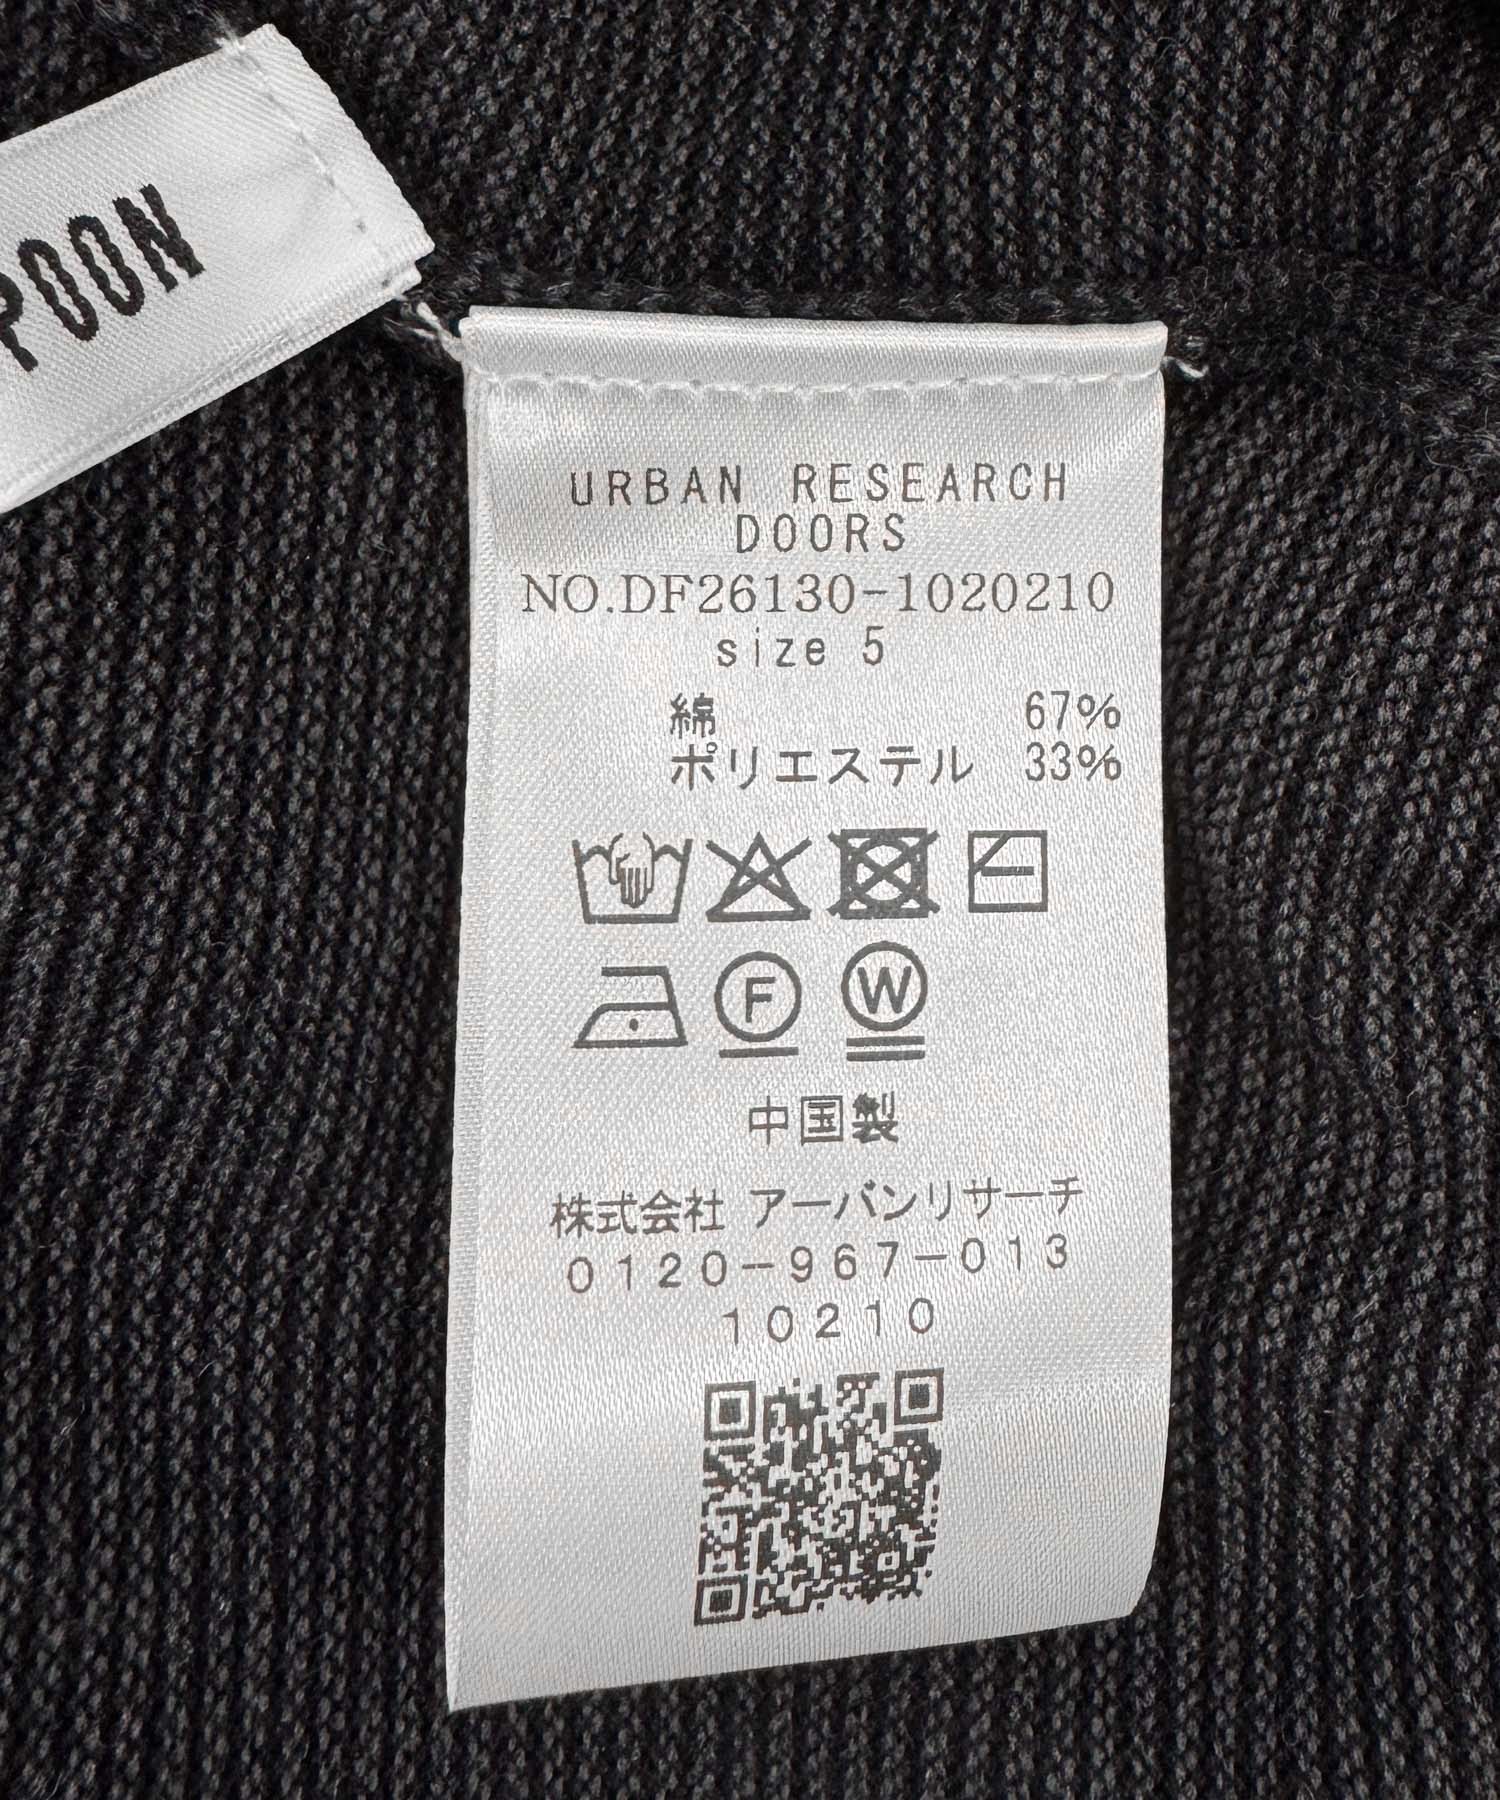 POON
URBAN RESEARCH
DOORS
NO.DF26130-1020210
size 5
綿 67%
ポリエステル 33%
F W
中国製
株式会社 アーバンリサーチ
0120-967-013
10210